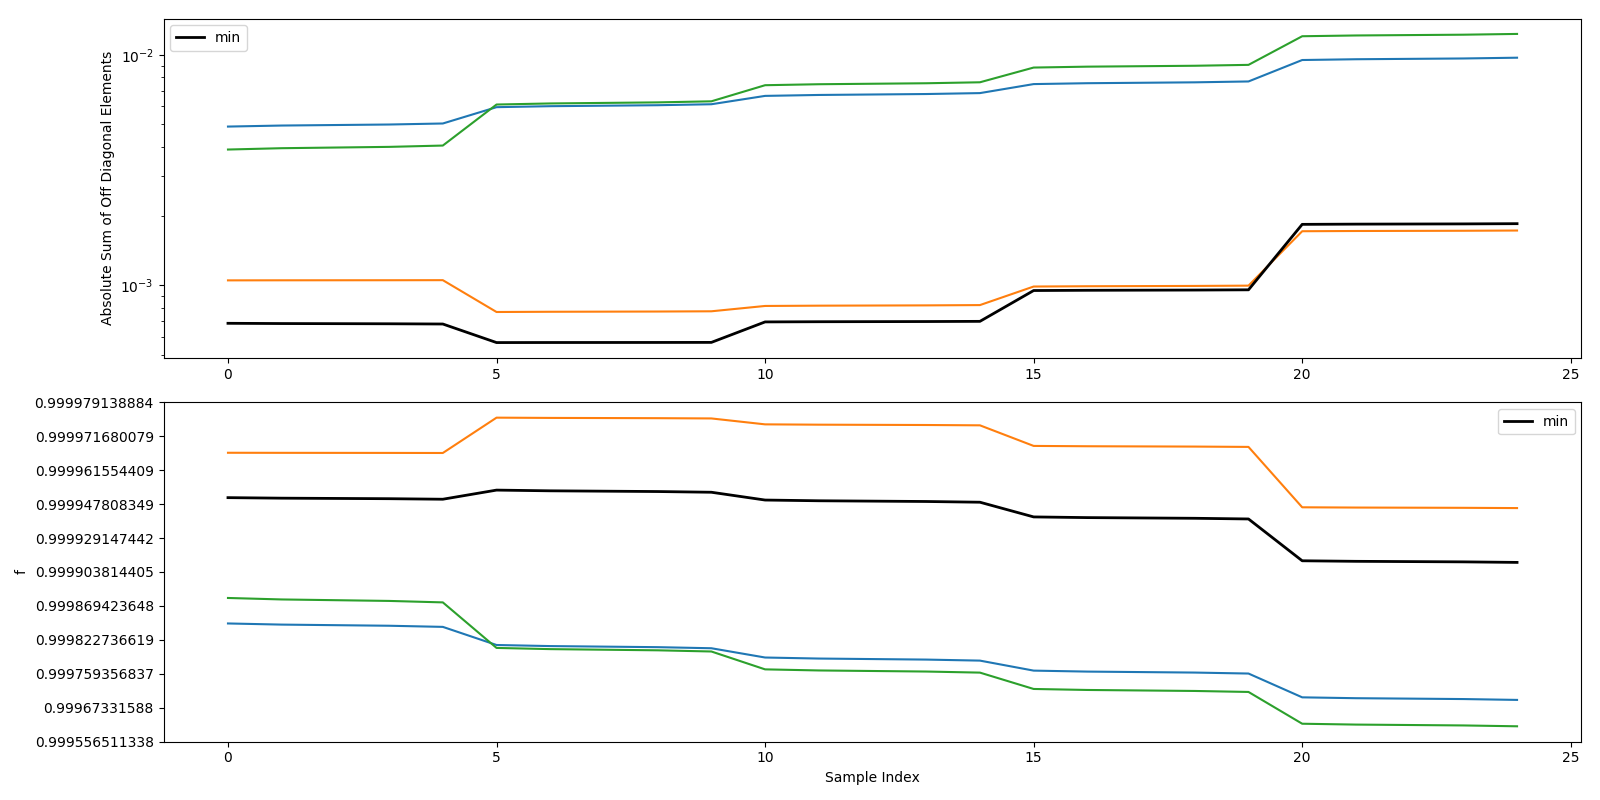 min
10⁻²
10⁻³
Absolute Sum of Off Diagonal Elements
0 5 10 15 20 25
min
0.999979138884
0.999971680079
0.999961554409
0.999947808349
0.999929147442
0.999903814405
0.999869423648
0.999822736619
0.999759356837
0.99967331588
0.999556511338
f
0 5 10 15 20 25
Sample Index